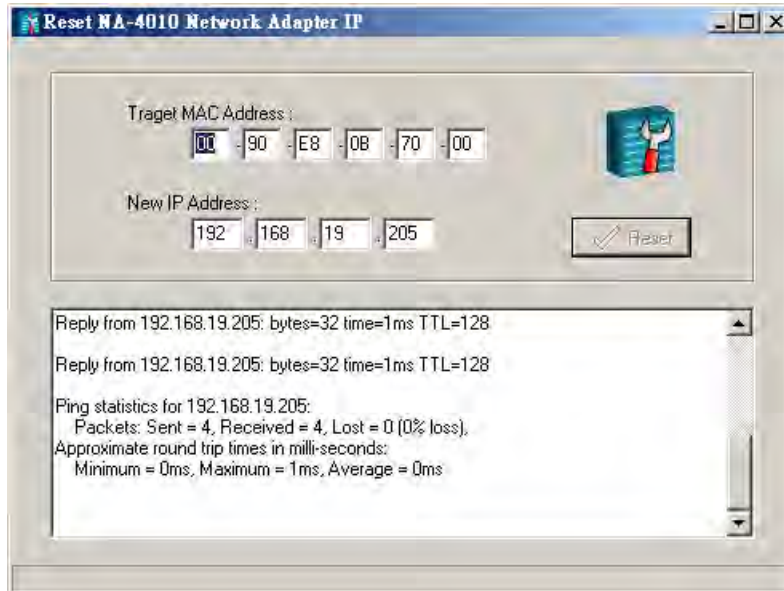 Reset NA-4010 Network Adapter IP
Traget MAC Address :
00 - 90 - E8 - 0B - 70 - 00
New IP Address :
192 . 168 . 19 . 205
Reset
Reply from 192.168.19.205: bytes=32 time=1ms TTL=128
Reply from 192.168.19.205: bytes=32 time=1ms TTL=128
Ping statistics for 192.168.19.205:
Packets: Sent = 4, Received = 4, Lost = 0 (0% loss),
Approximate round trip times in milli-seconds:
Minimum = 0ms, Maximum = 1ms, Average = 0ms